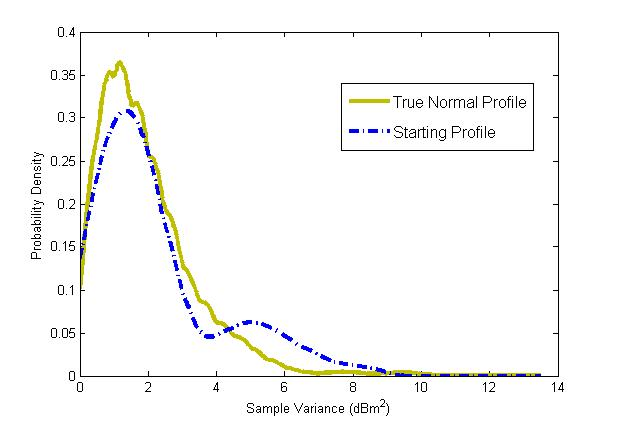 0.4
0.35
0.3
0.25
0.2
0.15
0.1
0.05
0
Probability Density
True Normal Profile
Starting Profile
0 2 4 6 8 10 12 14
Sample Variance (dBm²)